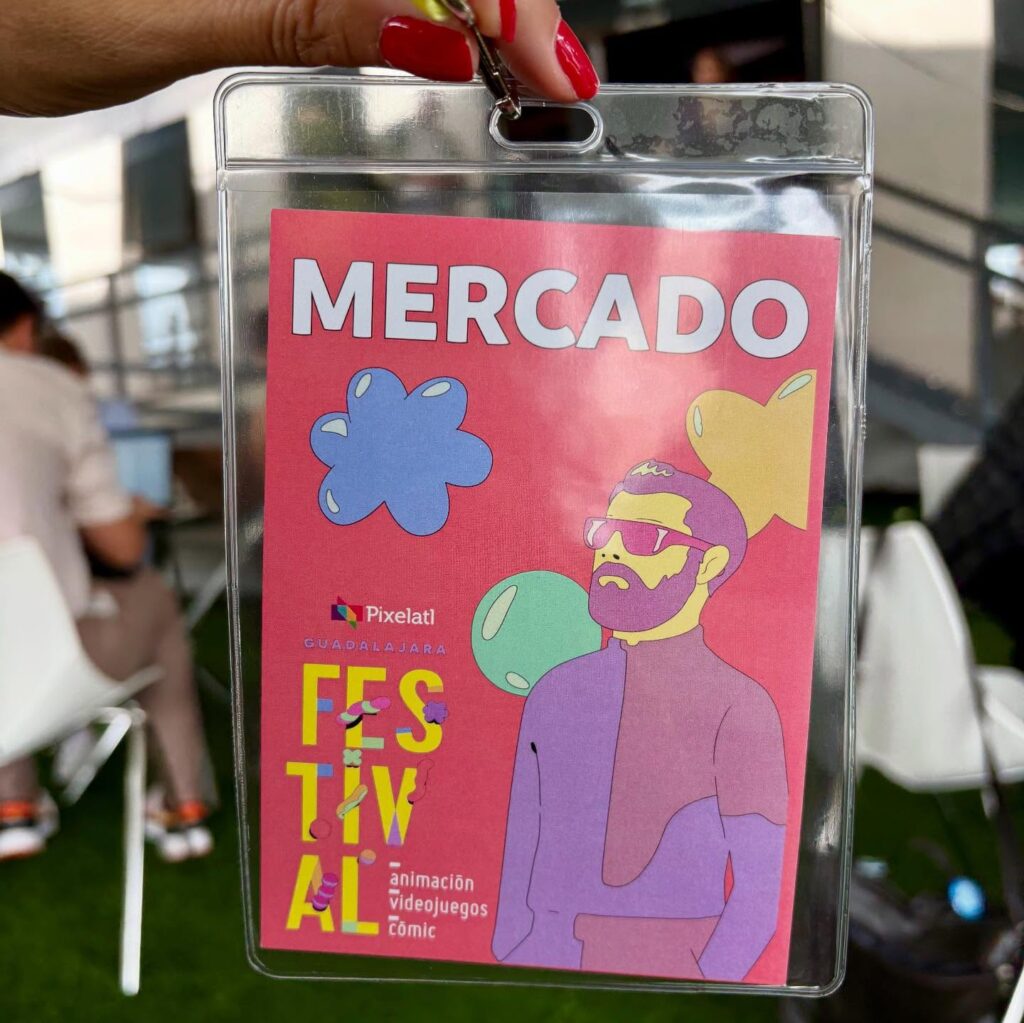 MERCADO
Pixelatl
GUADALAJARA
FES
TIV
AL
animación
videojuegos
cómic